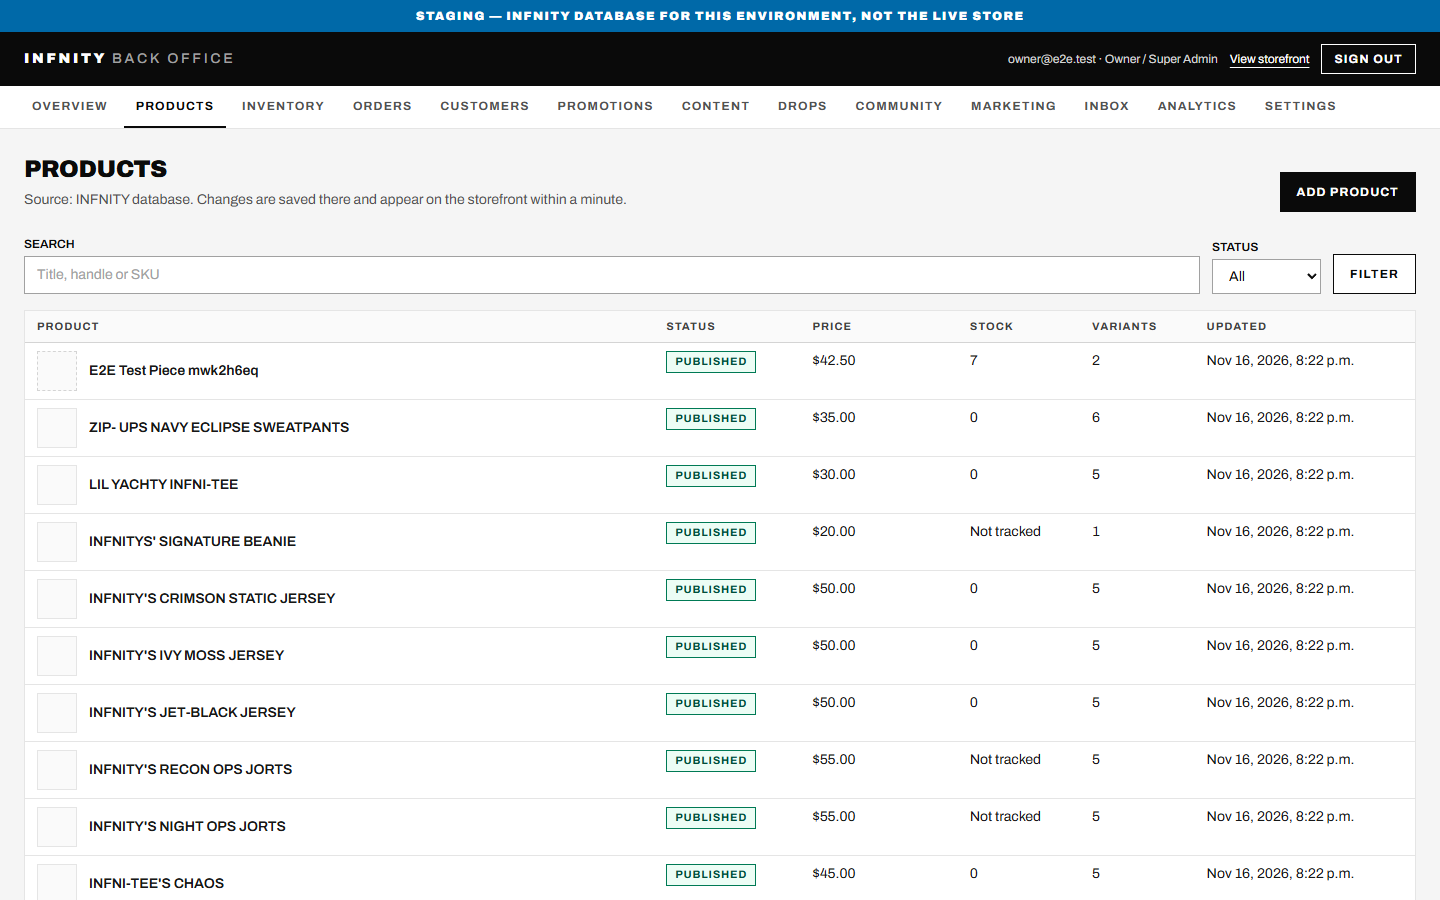 STAGING — INFNITY DATABASE FOR THIS ENVIRONMENT, NOT THE LIVE STORE
INFNITY BACK OFFICE
owner@e2e.test · Owner / Super Admin View storefront SIGN OUT
OVERVIEW PRODUCTS INVENTORY ORDERS CUSTOMERS PROMOTIONS CONTENT DROPS COMMUNITY MARKETING INBOX ANALYTICS SETTINGS
PRODUCTS
Source: INFNITY database. Changes are saved there and appear on the storefront within a minute.
ADD PRODUCT
SEARCH
Title, handle or SKU
STATUS
All
FILTER
PRODUCT STATUS PRICE STOCK VARIANTS UPDATED
E2E Test Piece mwk2h6eq PUBLISHED $42.50 7 2 Nov 16, 2026, 8:22 p.m.
ZIP- UPS NAVY ECLIPSE SWEATPANTS PUBLISHED $35.00 0 6 Nov 16, 2026, 8:22 p.m.
LIL YACHTY INFNI-TEE PUBLISHED $30.00 0 5 Nov 16, 2026, 8:22 p.m.
INFNITYS' SIGNATURE BEANIE PUBLISHED $20.00 Not tracked 1 Nov 16, 2026, 8:22 p.m.
INFNITY'S CRIMSON STATIC JERSEY PUBLISHED $50.00 0 5 Nov 16, 2026, 8:22 p.m.
INFNITY'S IVY MOSS JERSEY PUBLISHED $50.00 0 5 Nov 16, 2026, 8:22 p.m.
INFNITY'S JET-BLACK JERSEY PUBLISHED $50.00 0 5 Nov 16, 2026, 8:22 p.m.
INFNITY'S RECON OPS JORTS PUBLISHED $55.00 Not tracked 5 Nov 16, 2026, 8:22 p.m.
INFNITY'S NIGHT OPS JORTS PUBLISHED $55.00 Not tracked 5 Nov 16, 2026, 8:22 p.m.
INFNI-TEE'S CHAOS PUBLISHED $45.00 0 5 Nov 16, 2026, 8:22 p.m.